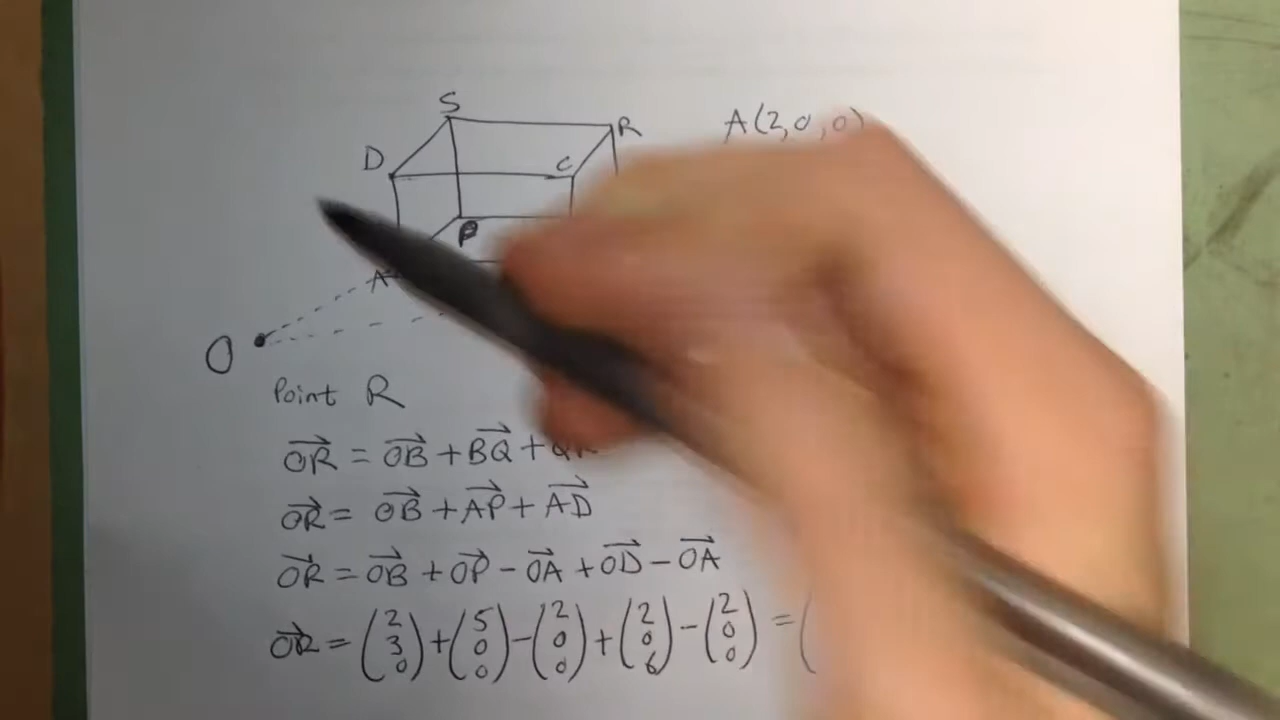 S
R
A(2,0,0)
D
C
P
A
O
Point R
OR = OB + BQ +
OR = OB + AP + AD
OR = OB + OP - OA + OD - OA
OR = (2 3 0) + (5 0 0) - (2 0 0) + (2 0 6) - (2 0 0) = (